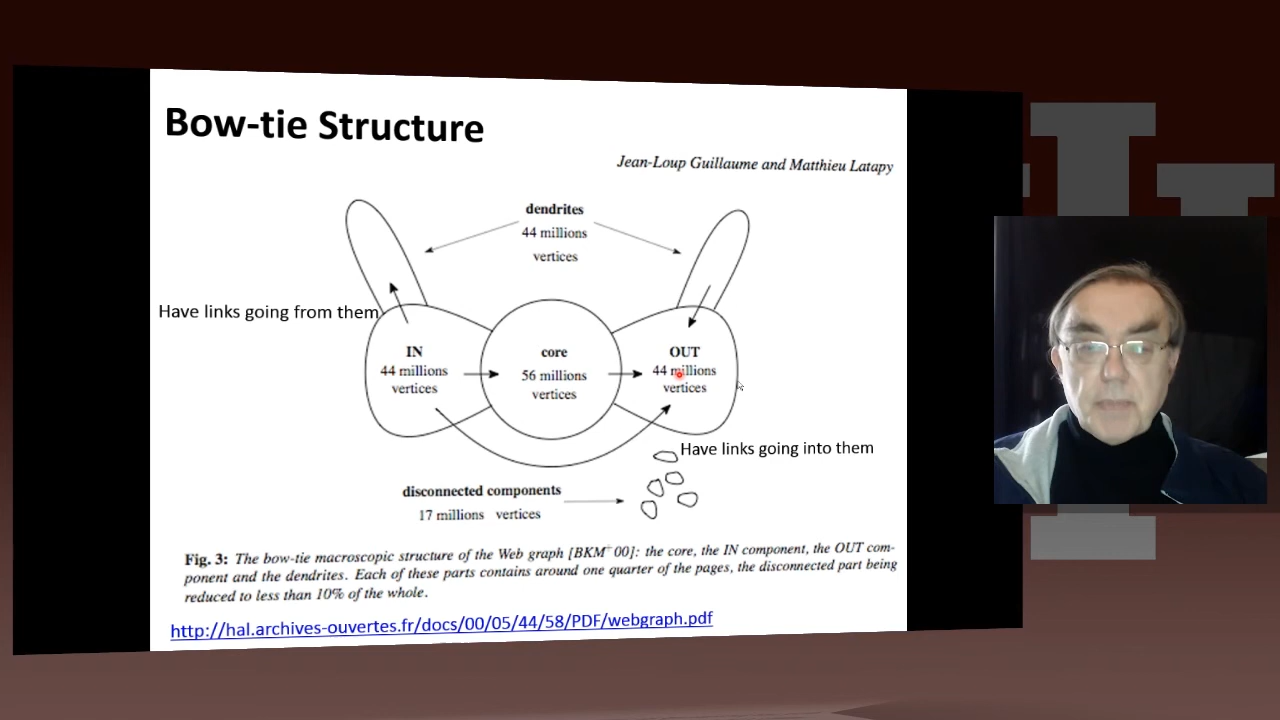 Bow-tie Structure
Jean-Loup Guillaume and Matthieu Latapy
dendrites
44 millions
vertices
Have links going from them
IN
44 millions
vertices
core
56 millions
vertices
OUT
44 millions
vertices
Have links going into them
disconnected components
17 millions vertices
Fig. 3: The bow-tie macroscopic structure of the Web graph [BKM+00]: the core, the IN component, the OUT com-
ponent and the dendrites. Each of these parts contains around one quarter of the pages, the disconnected part being
reduced to less than 10% of the whole.
http://hal.archives-ouvertes.fr/docs/00/05/44/58/PDF/webgraph.pdf